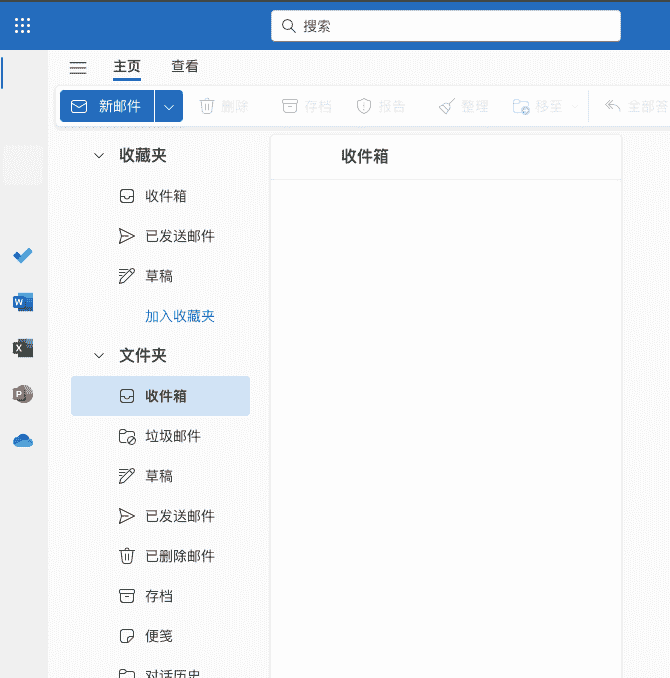 搜索
主页 查看
新邮件 删除 存档 报告 整理 移至 全部答
收藏夹
收件箱
收件箱
已发送邮件
草稿
加入收藏夹
文件夹
收件箱
垃圾邮件
草稿
已发送邮件
已删除邮件
存档
便笺
对话历史
W
X
P